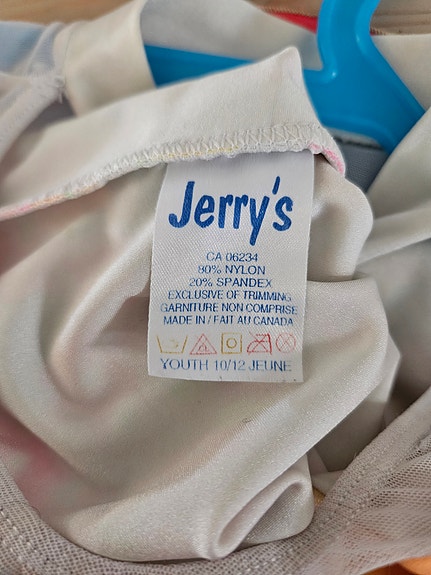 Jerry's
CA 06234
80% NYLON
20% SPANDEX
EXCLUSIVE OF TRIMMING
GARNITURE NON COMPRISE
MADE IN / FAIT AU CANADA
YOUTH 10/12 JEUNE